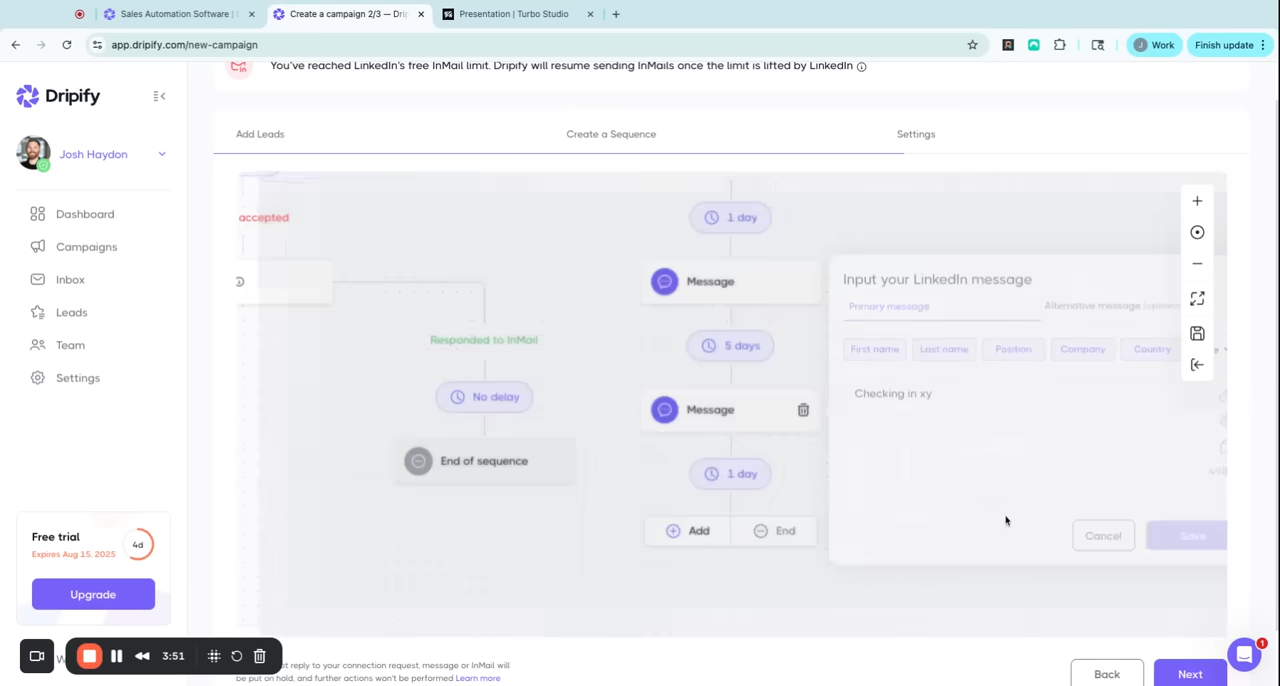 Sales Automation Software |
Create a campaign 2/3 — Drip
Presentation | Turbo Studio
app.dripify.com/new-campaign
Work
Finish update
You've reached LinkedIn's free InMail limit. Dripify will resume sending InMails once the limit is lifted by LinkedIn
Dripify
Josh Haydon
Dashboard
Campaigns
Inbox
Leads
Team
Settings
Free trial
Expires Aug 15, 2025
4d
Upgrade
3:51
Add Leads
Create a Sequence
Settings
accepted
Responded to InMail
No delay
End of sequence
1 day
Message
5 days
Message
1 day
Add
End
Input your LinkedIn message
Primary message
Alternative message (optional)
First name
Last name
Position
Company
Country
Checking in xy
Cancel
Save
t reply to your connection request, message or InMail will
be put on hold, and further actions won't be performed Learn more
Back
Next
1